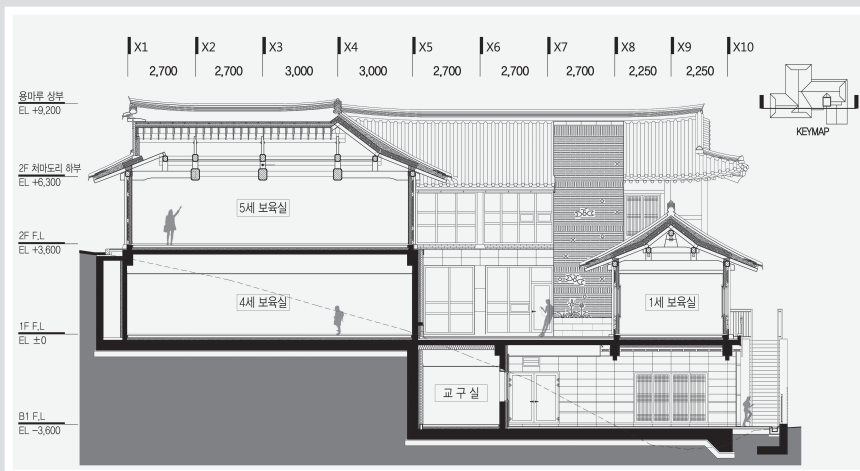 X1 X2 X3 X4 X5 X6 X7 X8 X9 X10
2,700 2,700 3,000 3,000 2,700 2,700 2,700 2,250 2,250
용마루 상부
EL +9,200
KEYMAP
2F 처마도리 하부
EL +6,300
5세 보육실
2F F.L
EL +3,600
4세 보육실
1세 보육실
1F F.L
EL ±0
교 구 실
B1 F.L
EL -3,600